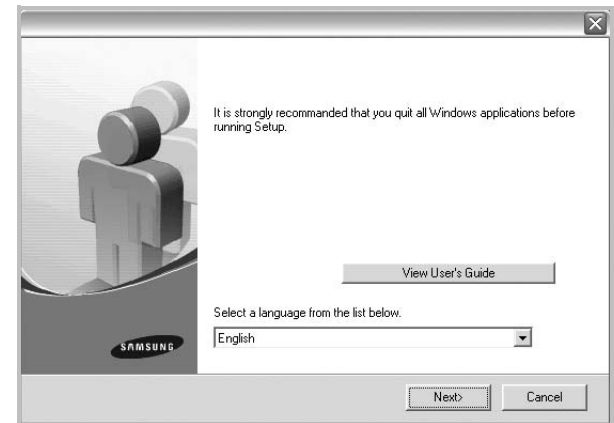 It is strongly recommanded that you quit all Windows applications before
running Setup.
View User's Guide
Select a language from the list below.
English
SAMSUNG
Next>
Cancel